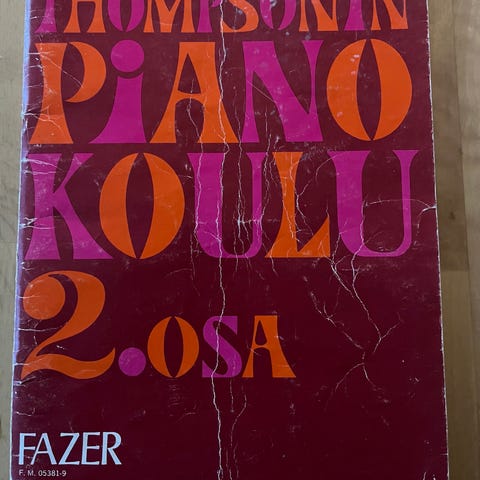 THOMPSONIN
PiANO
KOULU
2.OSA
FAZER
F. M. 05381-9